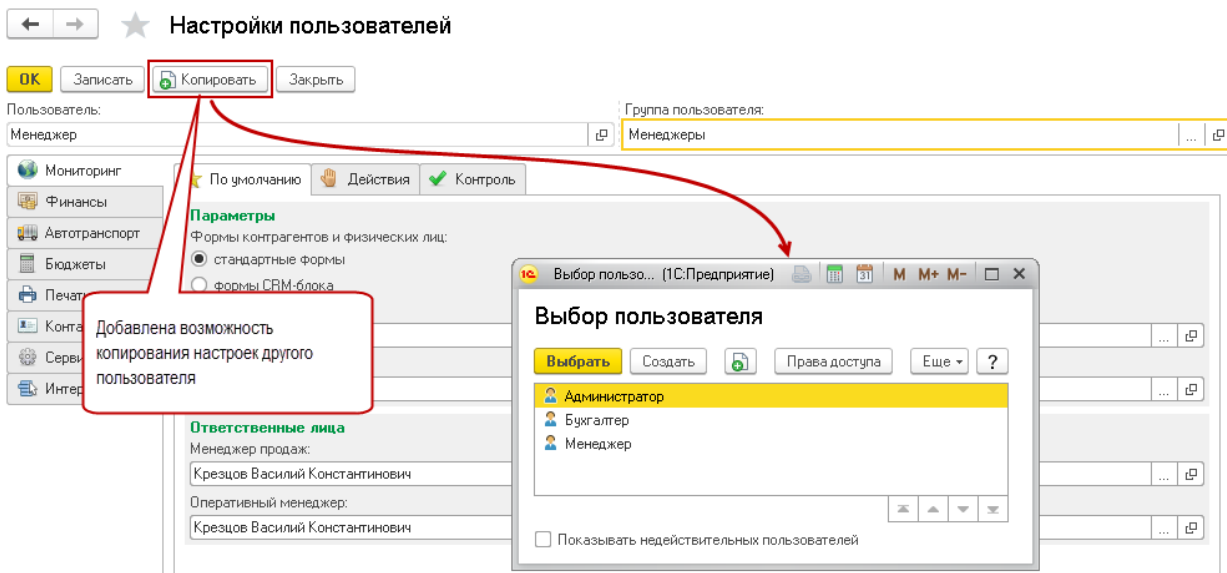 Настройки пользователей
ОК Записать Копировать Закрыть
Пользователь: Группа пользователя:
Менеджер Менеджеры ...
Мониторинг
Финансы
Автотранспорт
Бюджеты
По умолчанию Действия Контроль
Параметры
Формы контрагентов и физических лиц:
стандартные формы
формы CRM-блока
Добавлена возможность
копирования настроек другого
пользователя
Ответственные лица
Менеджер продаж:
Крезцов Василий Константинович
Оперативный менеджер:
Крезцов Василий Константинович
1С Выбор пользо... (1С:Предприятие) 31 M M+ M-
Выбор пользователя
Выбрать Создать Права доступа Еще ?
Администратор
Бухгалтер
Менеджер
Показывать недействительных пользователей